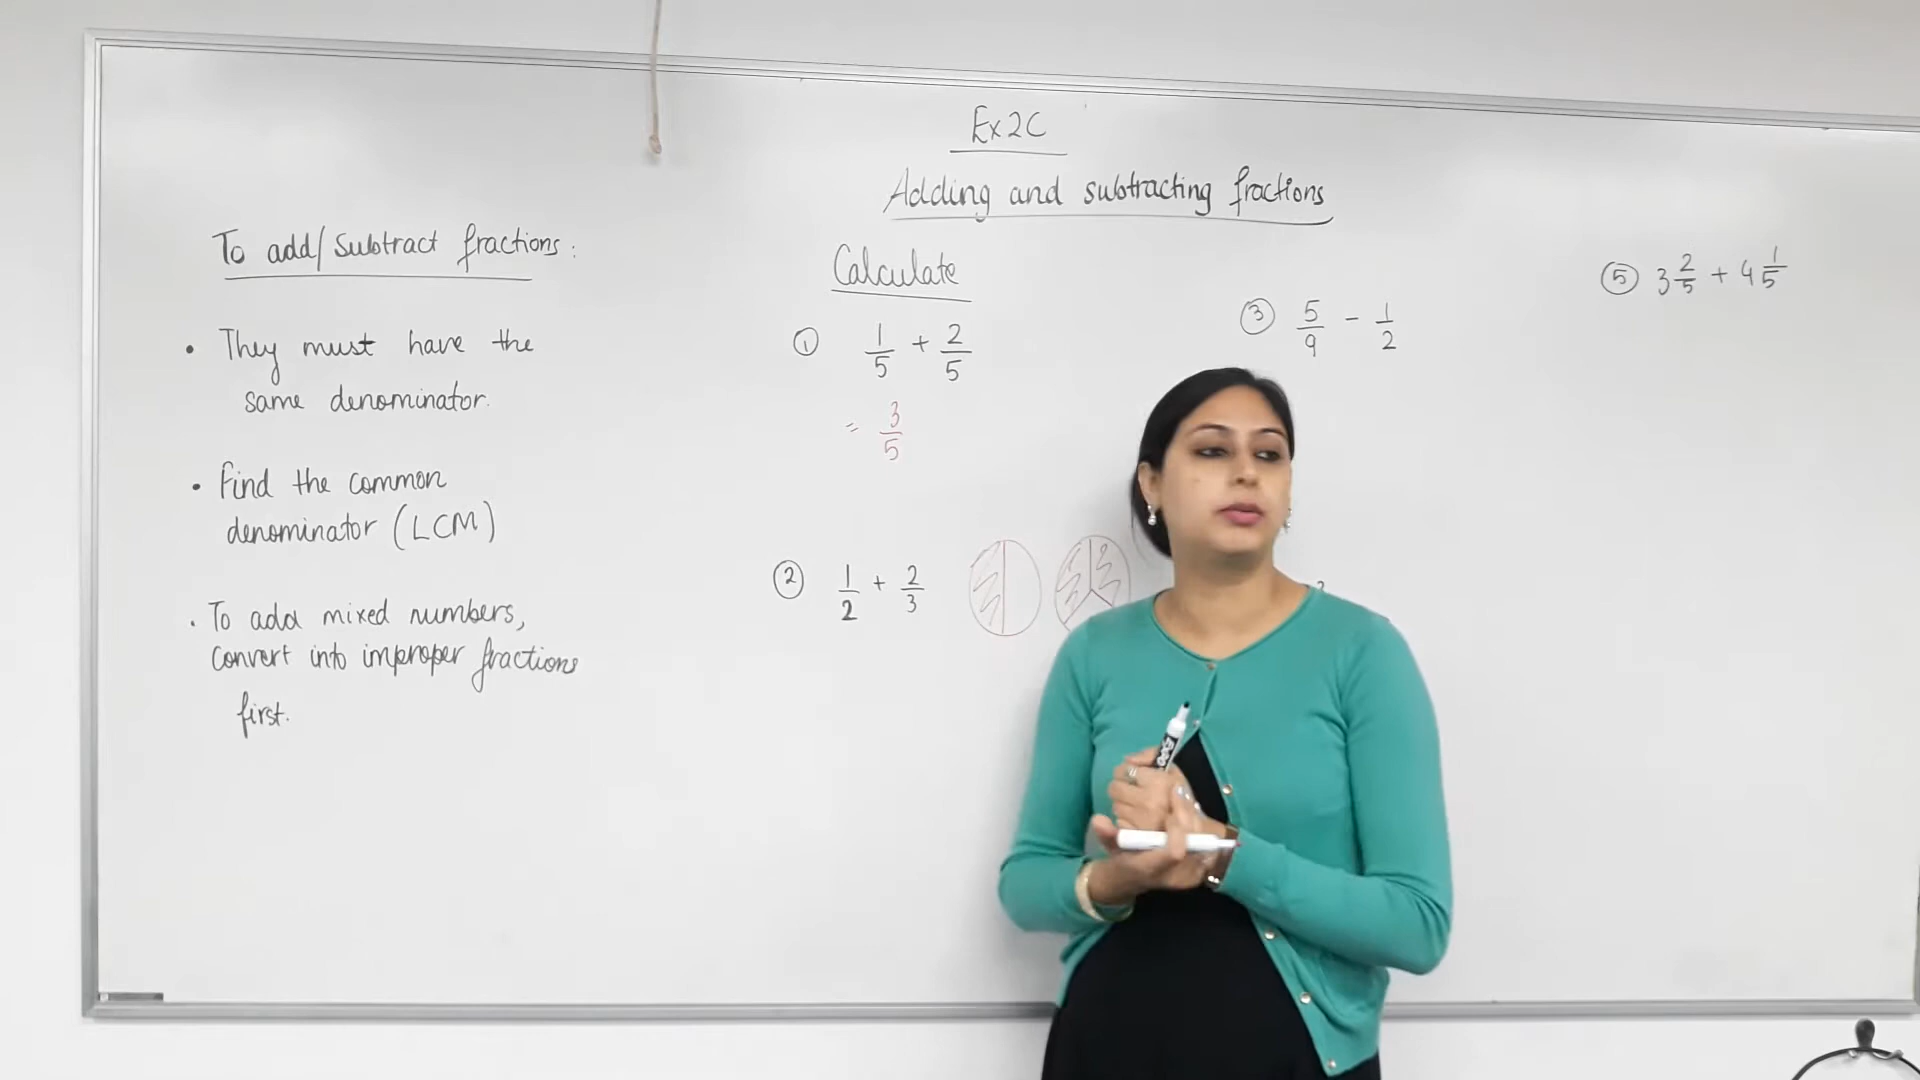 Ex2C
Adding and subtracting fractions
To add/Subtract fractions:
• They must have the
same denominator.
• Find the common
denominator (LCM)
• To add mixed numbers,
convert into improper fractions
first.
Calculate
① 1/5 + 2/5
= 3/5
② 1/2 + 2/3
③ 5/9 - 1/2
⑤ 3 2/5 + 4 1/5